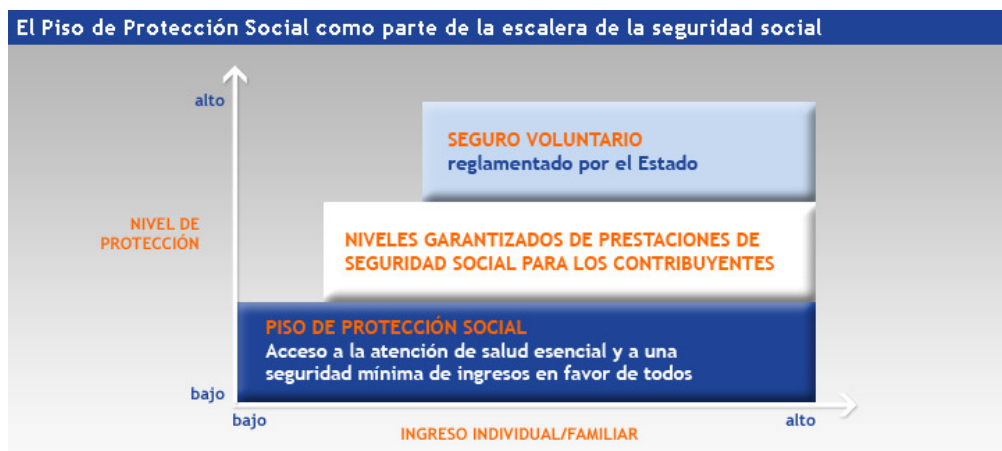 El Piso de Protección Social como parte de la escalera de la seguridad social
alto
SEGURO VOLUNTARIO
reglamentado por el Estado
NIVEL DE
PROTECCIÓN
NIVELES GARANTIZADOS DE PRESTACIONES DE
SEGURIDAD SOCIAL PARA LOS CONTRIBUYENTES
PISO DE PROTECCIÓN SOCIAL
Acceso a la atención de salud esencial y a una
seguridad mínima de ingresos en favor de todos
bajo
bajo
alto
INGRESO INDIVIDUAL/FAMILIAR